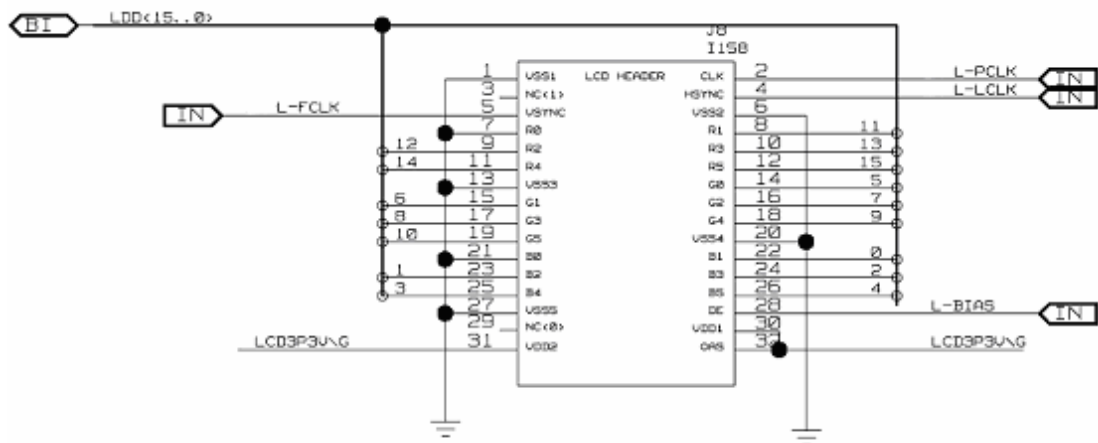 BI LDD<15..0>
J8
I150
1 VSS1 LCD HEADER CLK 2 L-PCLK IN
3 NC<1> HSYNC 4 L-LCLK IN
IN L-FCLK 5 VSYNC VSS2 6
7 R0 R1 8 11
12 9 R2 R3 10 13
14 11 R4 R5 12 15
13 VSS3 G0 14 5
6 15 G1 G2 16 7
8 17 G3 G4 18 9
10 19 G5 VSS4 20
21 B0 B1 22 0
1 23 B2 B3 24 2
3 25 B4 B5 26 4
27 VSS5 DE 28 L-BIAS IN
29 NC<0> VDD1 30
LCD3P3V\G 31 VDD2 LCD3P3V\G